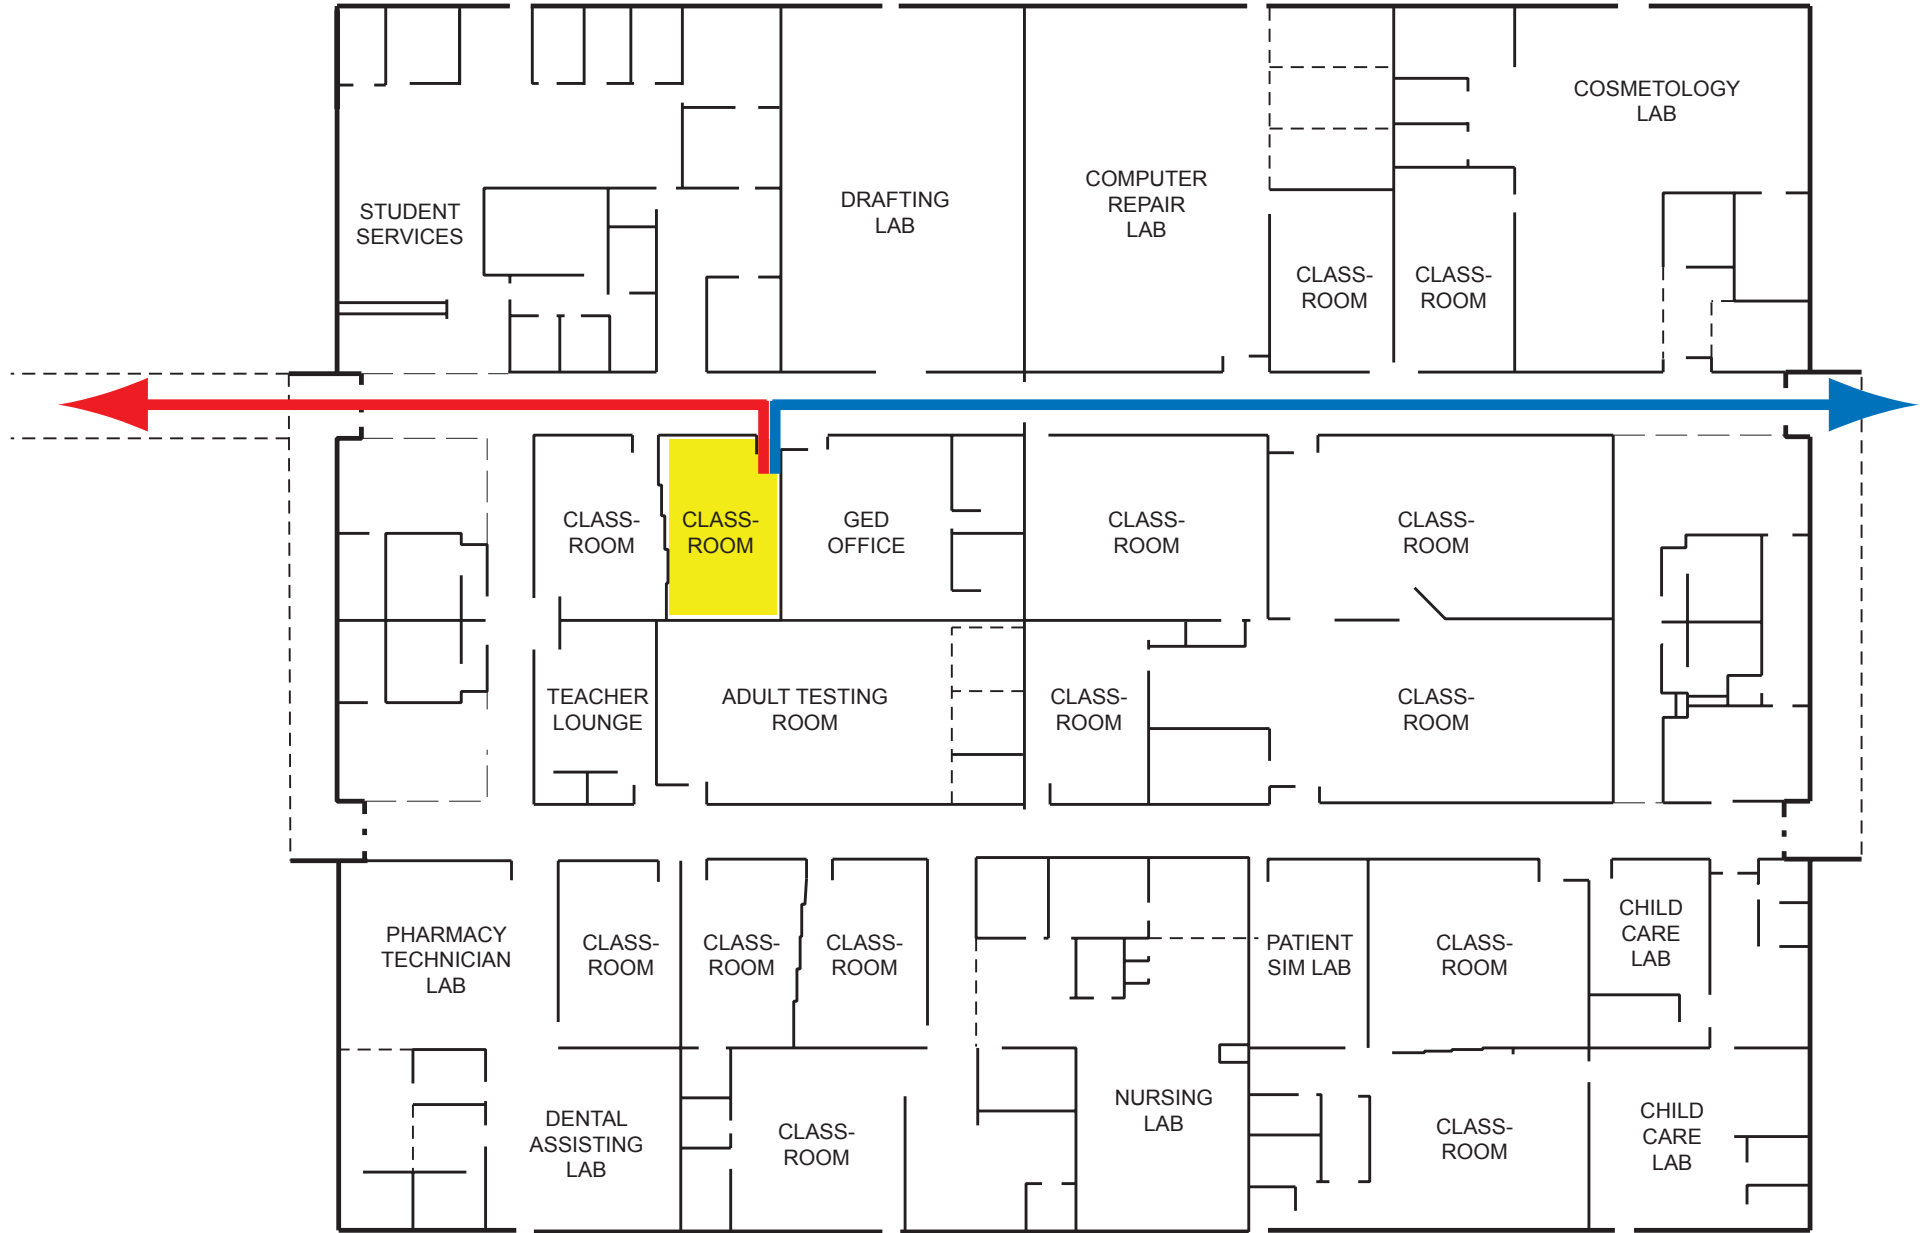 COSMETOLOGY
LAB
STUDENT
SERVICES
DRAFTING
LAB
COMPUTER
REPAIR
LAB
CLASS-
ROOM
CLASS-
ROOM
CLASS-
ROOM
CLASS-
ROOM
GED
OFFICE
CLASS-
ROOM
CLASS-
ROOM
TEACHER
LOUNGE
ADULT TESTING
ROOM
CLASS-
ROOM
CLASS-
ROOM
PHARMACY
TECHNICIAN
LAB
CLASS-
ROOM
CLASS-
ROOM
CLASS-
ROOM
PATIENT
SIM LAB
CLASS-
ROOM
CHILD
CARE
LAB
DENTAL
ASSISTING
LAB
CLASS-
ROOM
NURSING
LAB
CLASS-
ROOM
CHILD
CARE
LAB